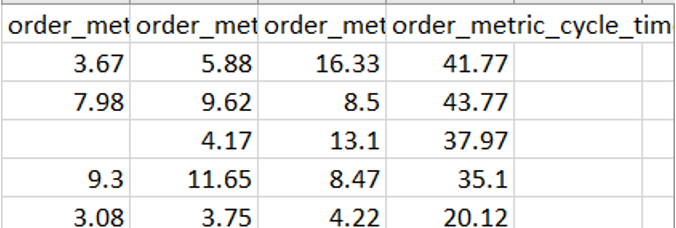 order_met order_met order_met order_metric_cycle_tim
3.67 5.88 16.33 41.77
7.98 9.62 8.5 43.77
4.17 13.1 37.97
9.3 11.65 8.47 35.1
3.08 3.75 4.22 20.12